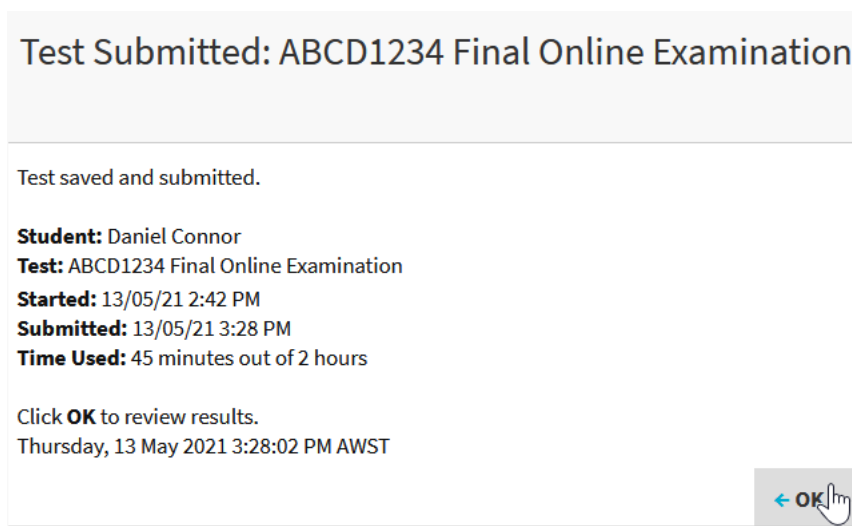 Test Submitted: ABCD1234 Final Online Examination
Test saved and submitted.
Student: Daniel Connor
Test: ABCD1234 Final Online Examination
Started: 13/05/21 2:42 PM
Submitted: 13/05/21 3:28 PM
Time Used: 45 minutes out of 2 hours
Click OK to review results.
Thursday, 13 May 2021 3:28:02 PM AWST
← OK